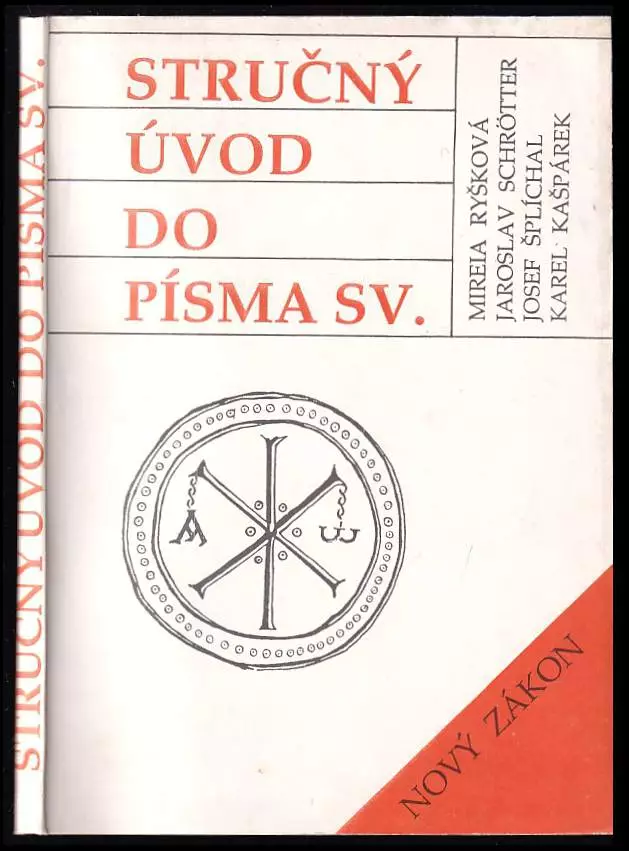 STRUČNÝ
ÚVOD
DO
PÍSMA SV.
MIREIA RYŠKOVÁ
JAROSLAV SCHRÖTTER
JOSEF ŠPLÍCHAL
KAREL KAŠPÁREK
A Ω
NOVÝ ZÁKON
STRUČNÝ ÚVOD DO PÍSMA SV.